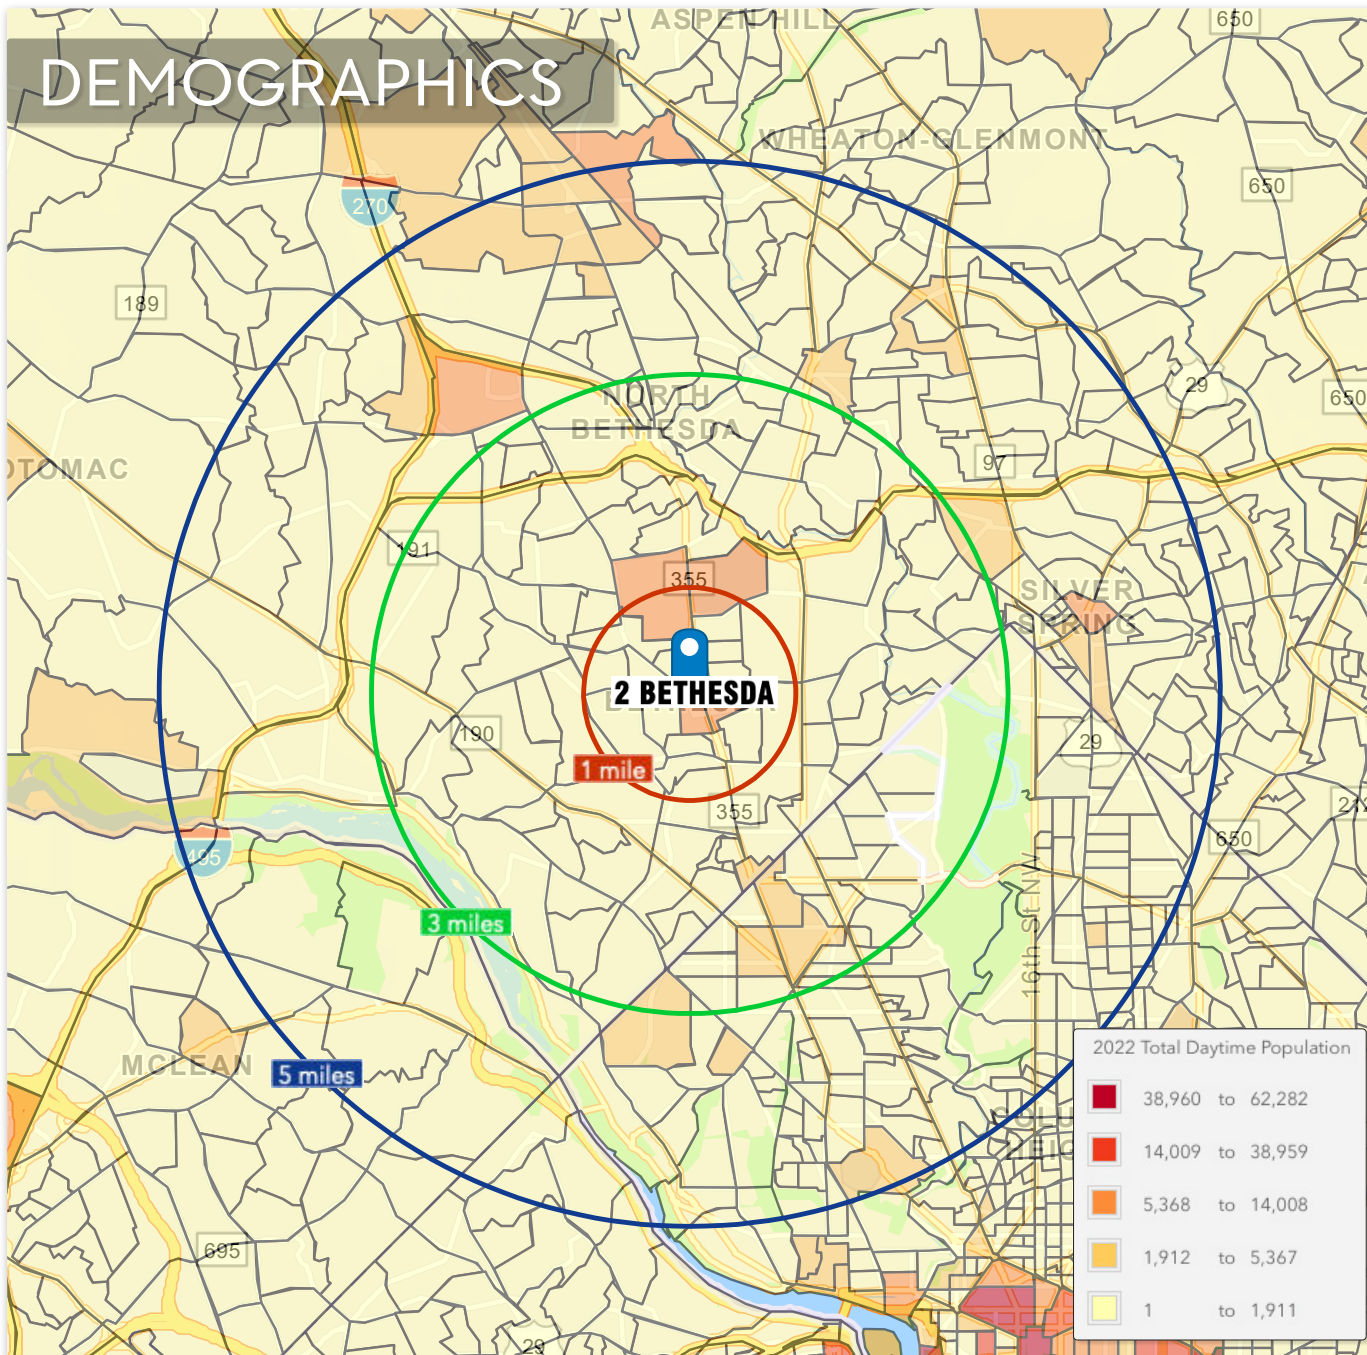 ASPEN HILL
650
DEMOGRAPHICS
WHEATON-GLENMONT
650
270
189
29
650
NORTH
BETHESDA
OTOMAC
97
191
355
SILVER
SPRING
2 BETHESDA
190
29
1 mile
355
212
650
495
3 miles
16th St NW
MCLEAN
5 miles
2022 Total Daytime Population
38,960 to 62,282
14,009 to 38,959
5,368 to 14,008
1,912 to 5,367
1 to 1,911
695
29